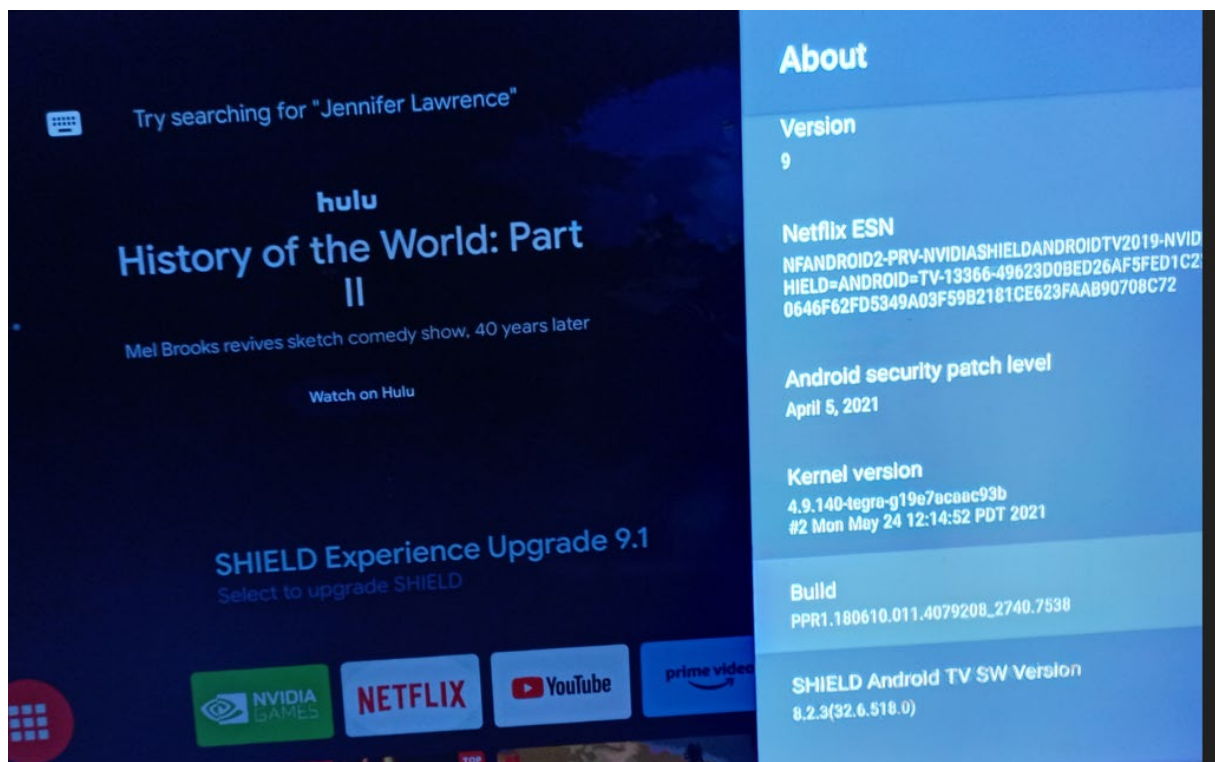 Try searching for "Jennifer Lawrence"
hulu
History of the World: Part
II
Mel Brooks revives sketch comedy show, 40 years later
Watch on Hulu
SHIELD Experience Upgrade 9.1
Select to upgrade SHIELD
NVIDIA
GAMES
NETFLIX
YouTube
prime video
TOP
About
Version
9
Netflix ESN
NFANDROID2-PRV-NVIDIASHIELDANDROIDTV2019-NVID
HIELD=ANDROID=TV-13366-49623D0BED26AF5FED1C2
0646F62FD5349A03F59B2181CE623FAAB90708C72
Android security patch level
April 5, 2021
Kernel version
4.9.140-tegra-g19e7acaac93b
#2 Mon May 24 12:14:52 PDT 2021
Build
PPR1.180610.011.4079208_2740.7538
SHIELD Android TV SW Version
8.2.3(32.6.518.0)